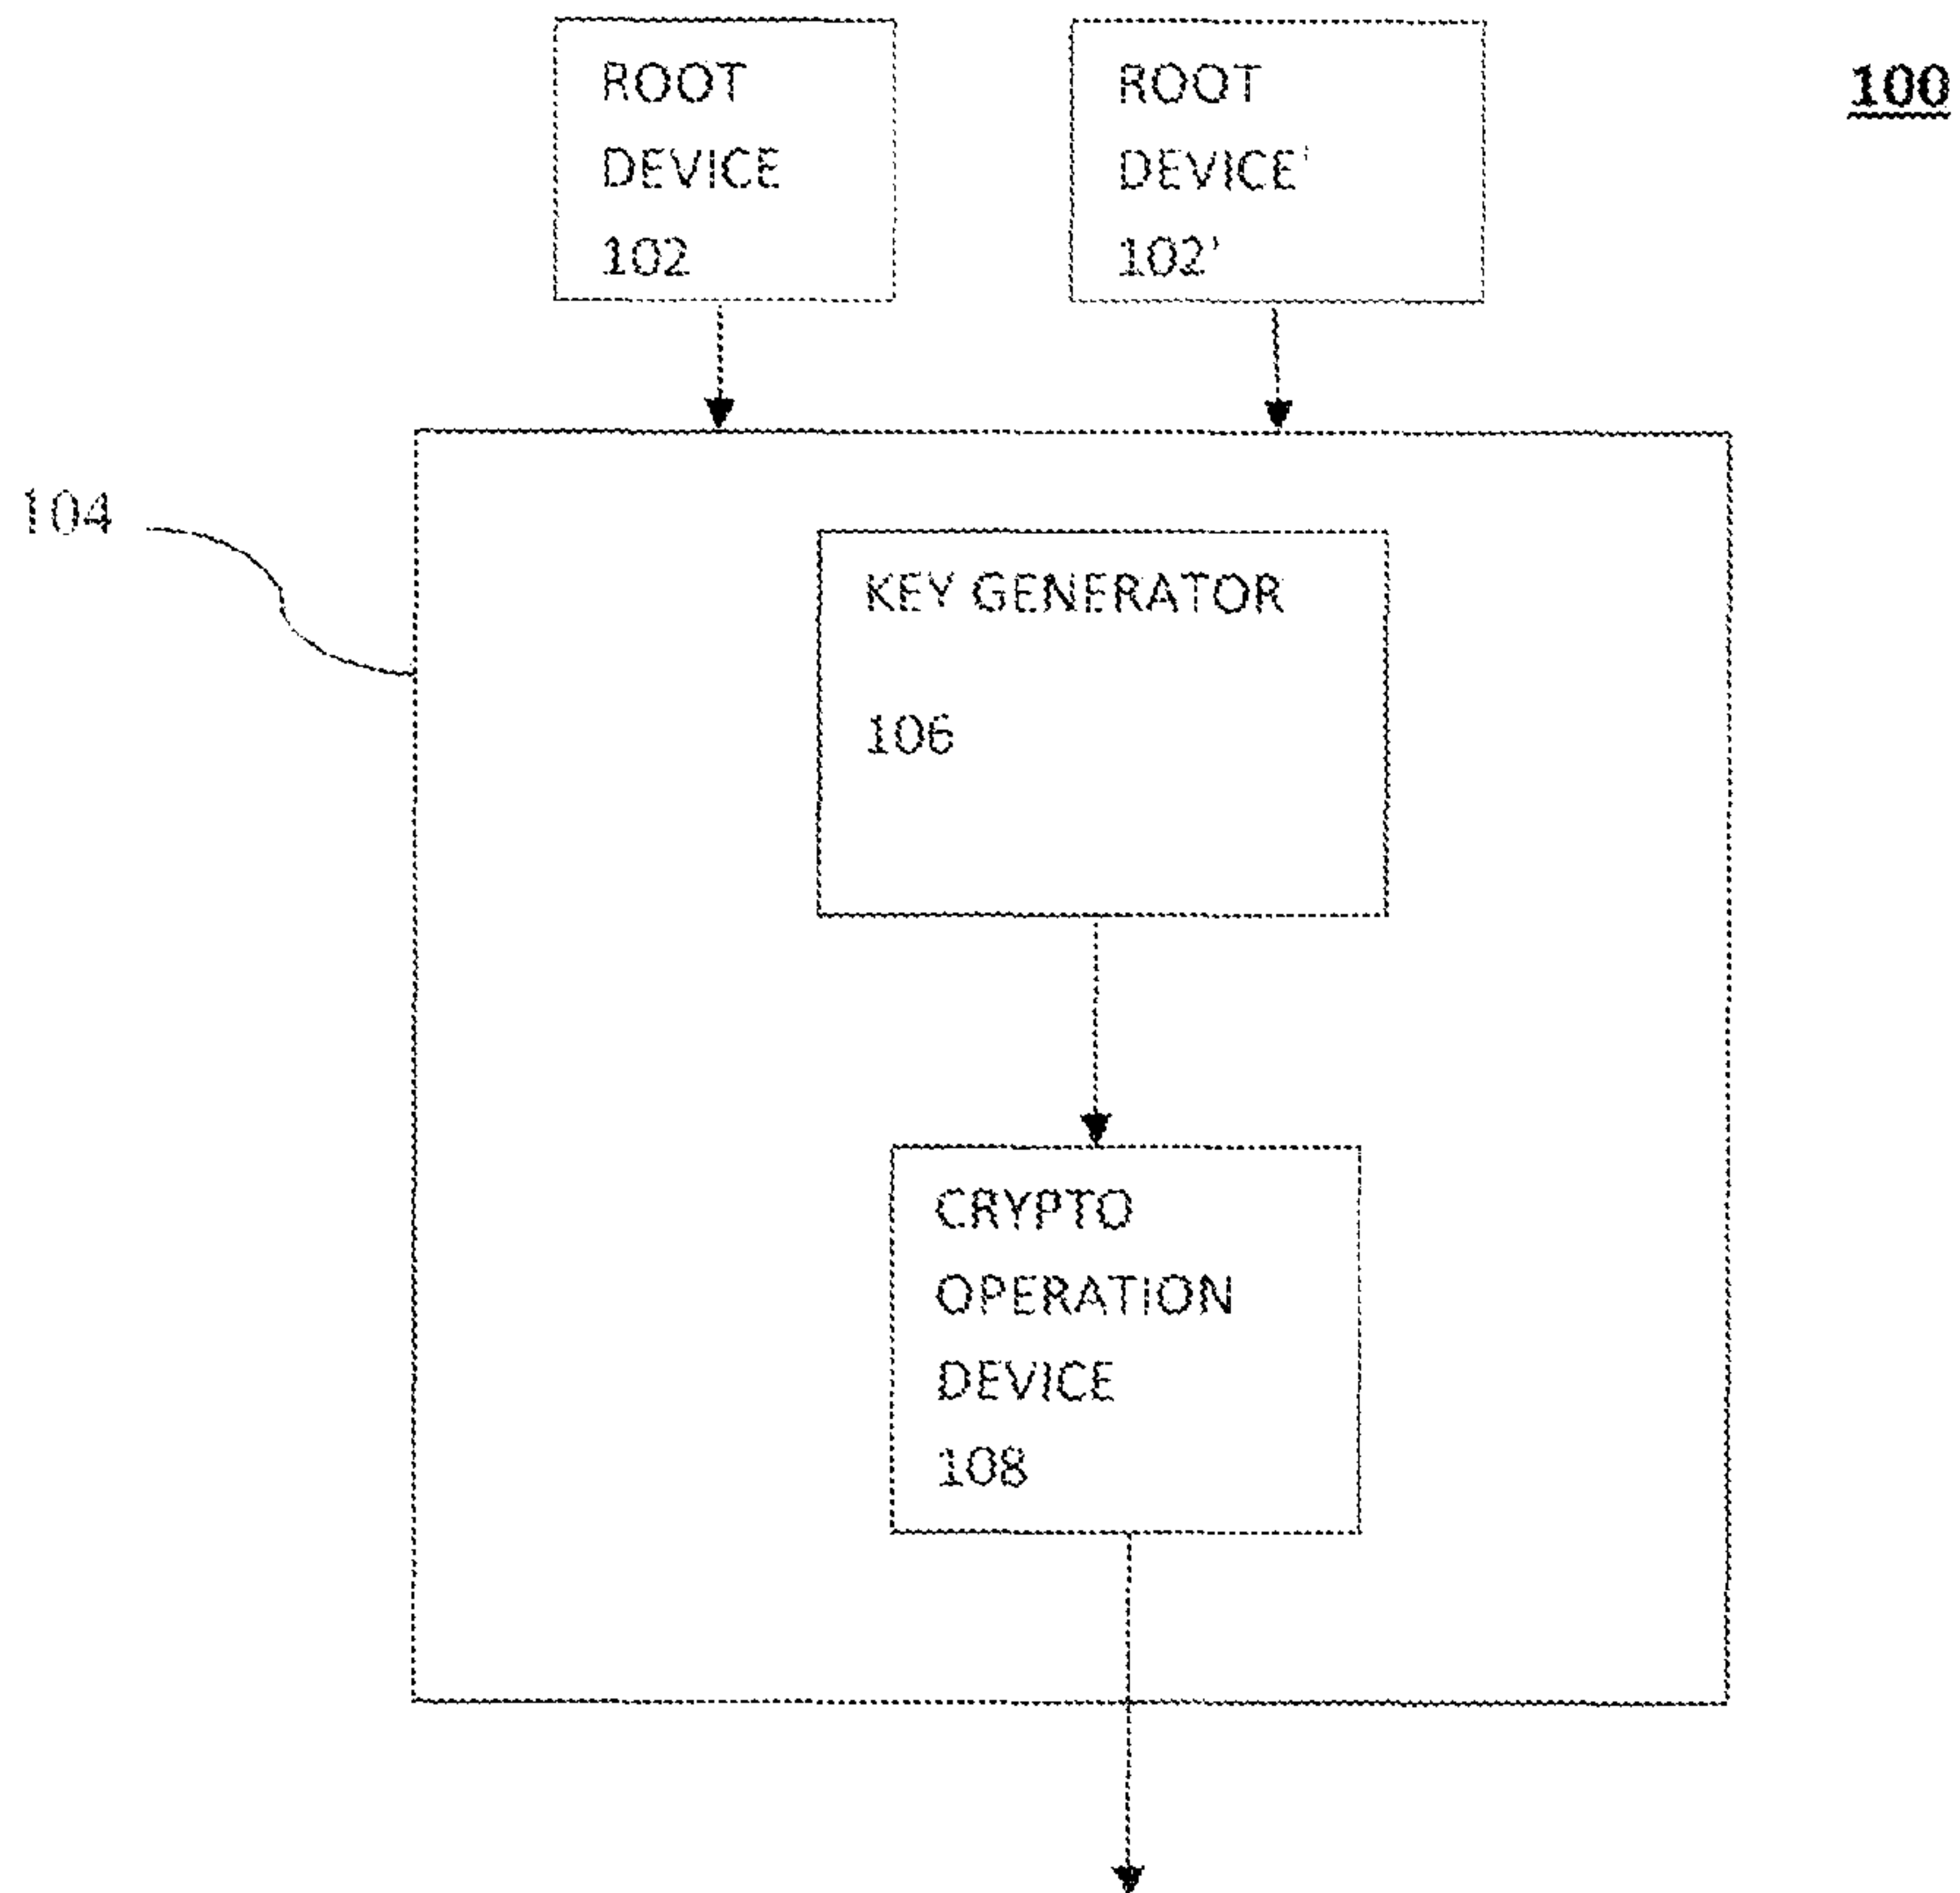 ROOT
DEVICE
102
ROOT
DEVICE'
102'
100
104
KEY GENERATOR
106
CRYPTO
OPERATION
DEVICE
108